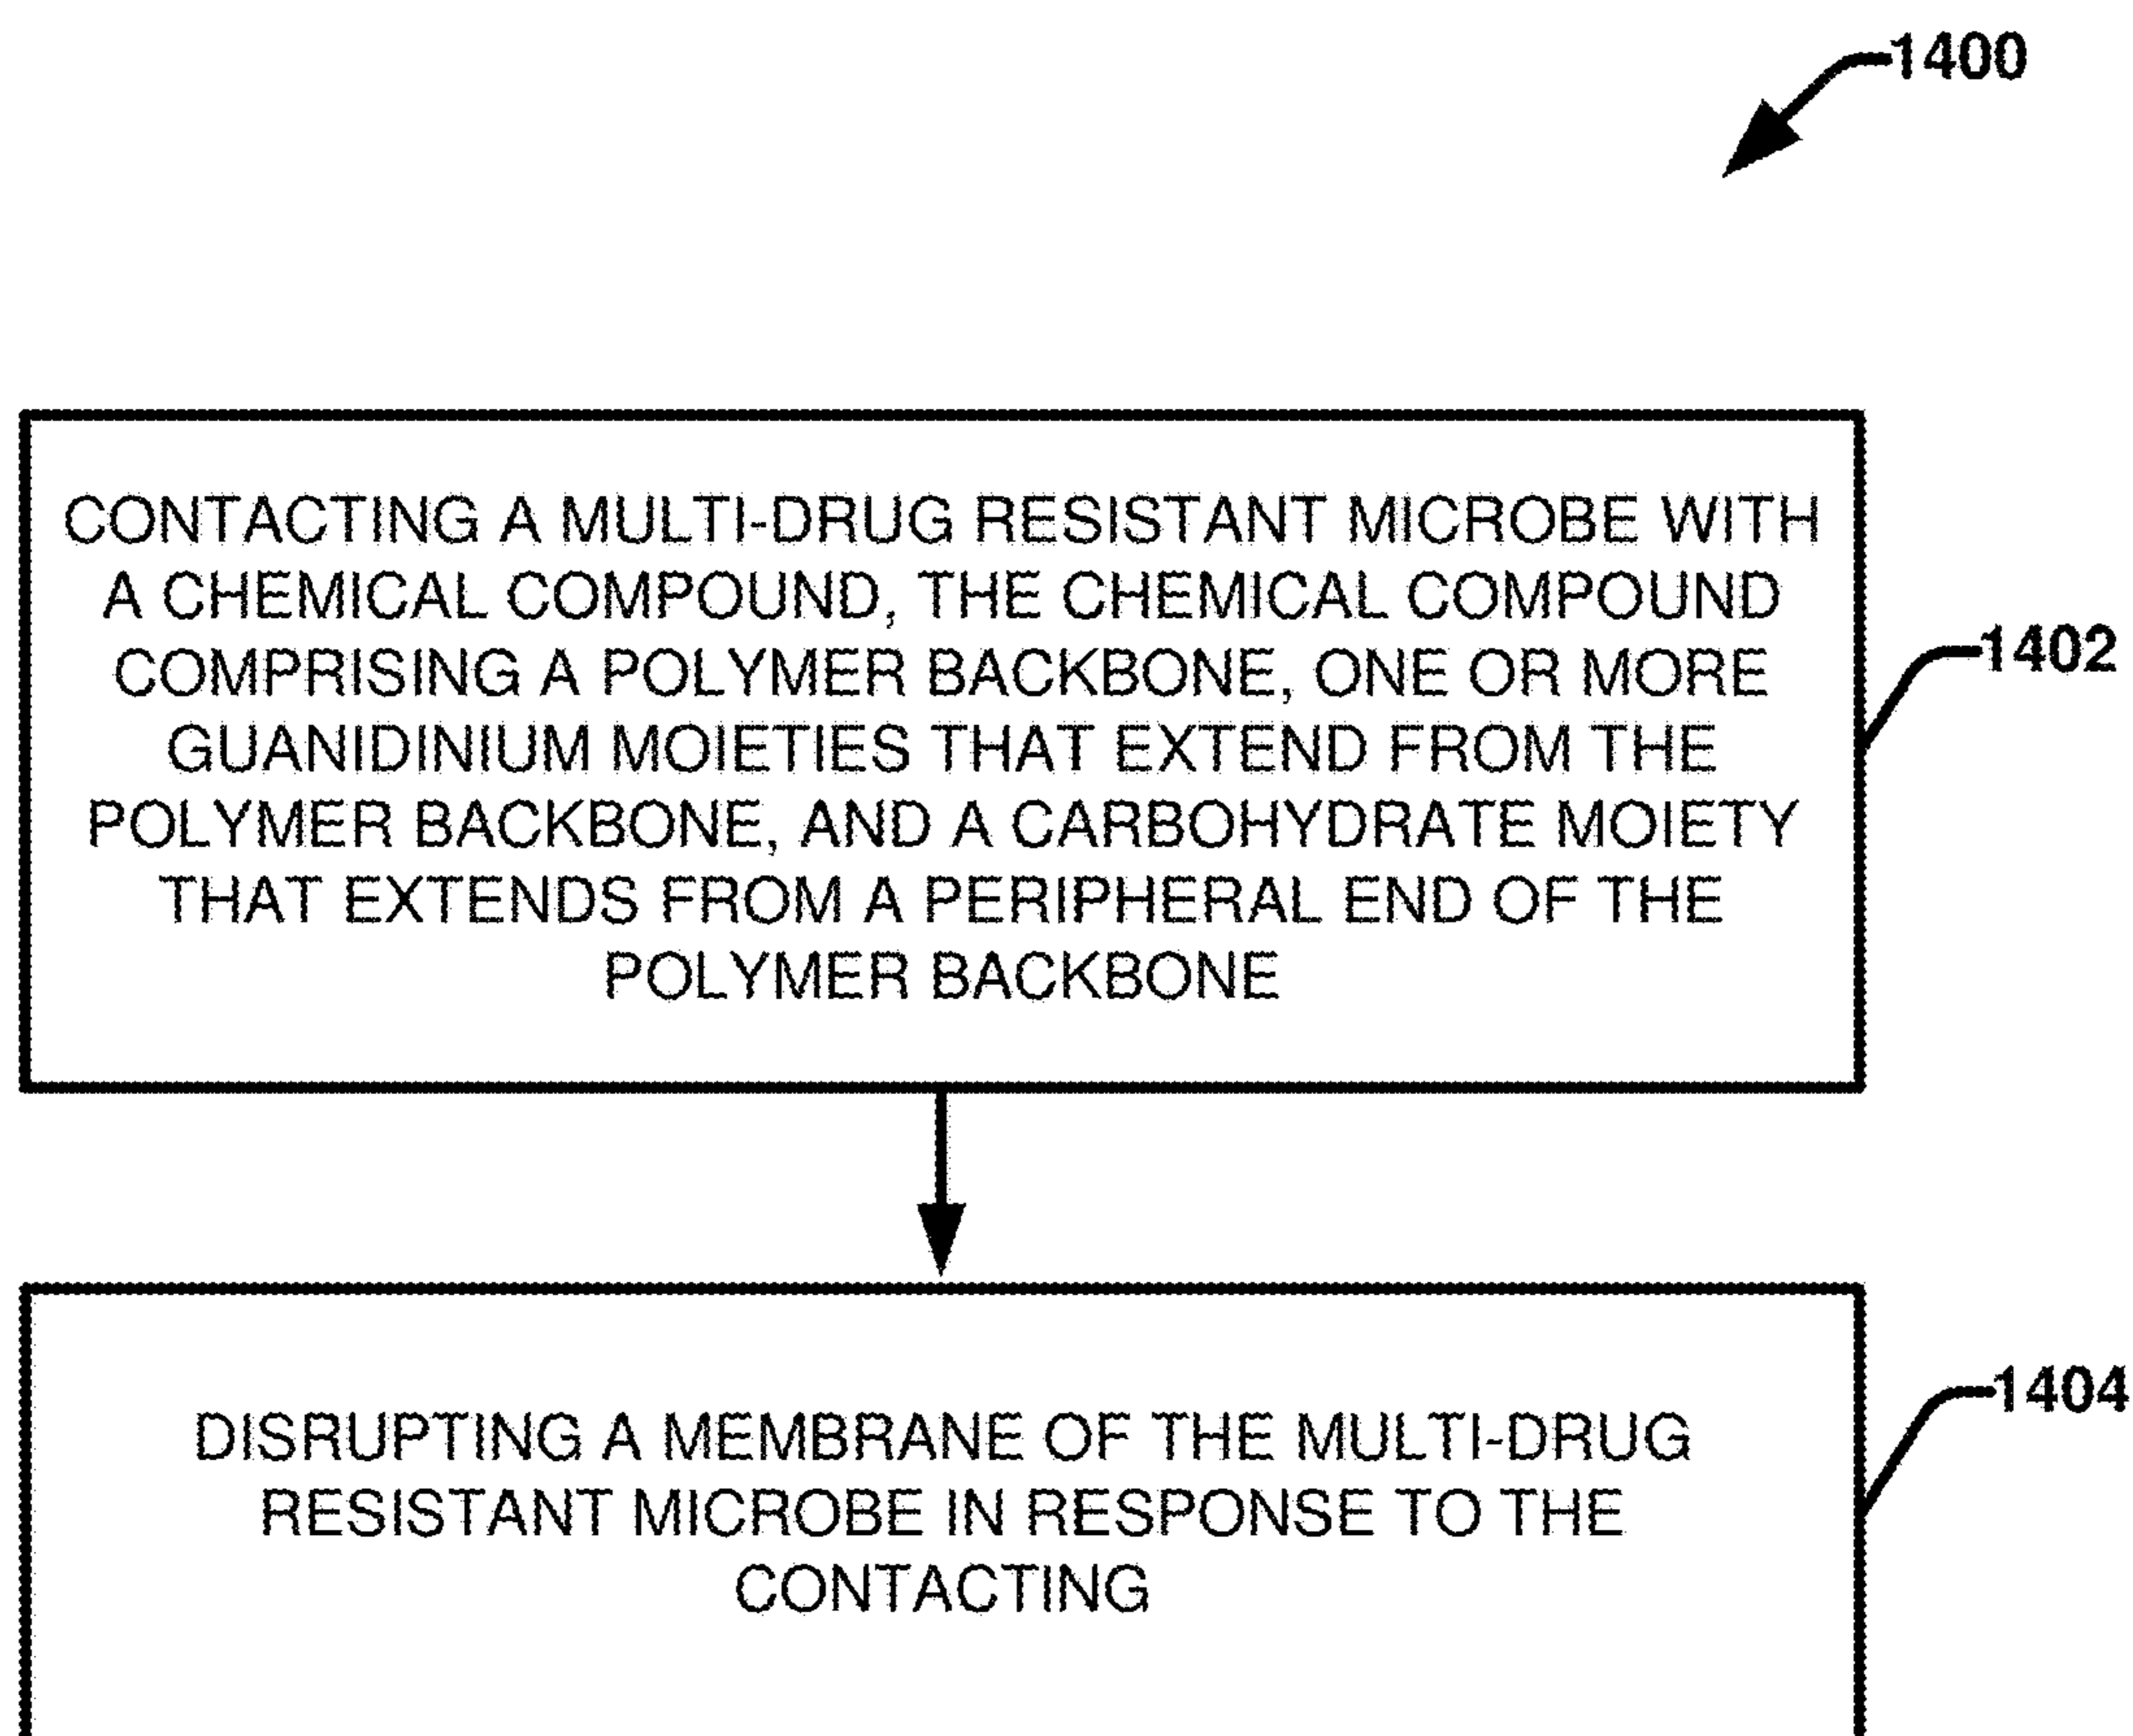 1400
CONTACTING A MULTI-DRUG RESISTANT MICROBE WITH
A CHEMICAL COMPOUND, THE CHEMICAL COMPOUND
COMPRISING A POLYMER BACKBONE, ONE OR MORE
GUANIDINIUM MOIETIES THAT EXTEND FROM THE
POLYMER BACKBONE, AND A CARBOHYDRATE MOIETY
THAT EXTENDS FROM A PERIPHERAL END OF THE
POLYMER BACKBONE
1402
DISRUPTING A MEMBRANE OF THE MULTI-DRUG
RESISTANT MICROBE IN RESPONSE TO THE
CONTACTING
1404